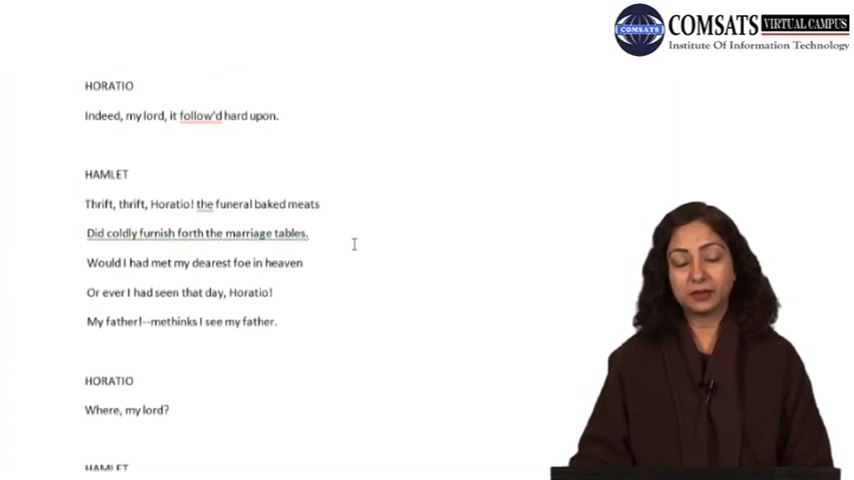 COMSATS
COMSATS VIRTUAL CAMPUS
Institute Of Information Technology
HORATIO
Indeed, my lord, it follow'd hard upon.
HAMLET
Thrift, thrift, Horatio! the funeral baked meats
Did coldly furnish forth the marriage tables.
Would I had met my dearest foe in heaven
Or ever I had seen that day, Horatio!
My father!--methinks I see my father.
HORATIO
Where, my lord?
HAMLET